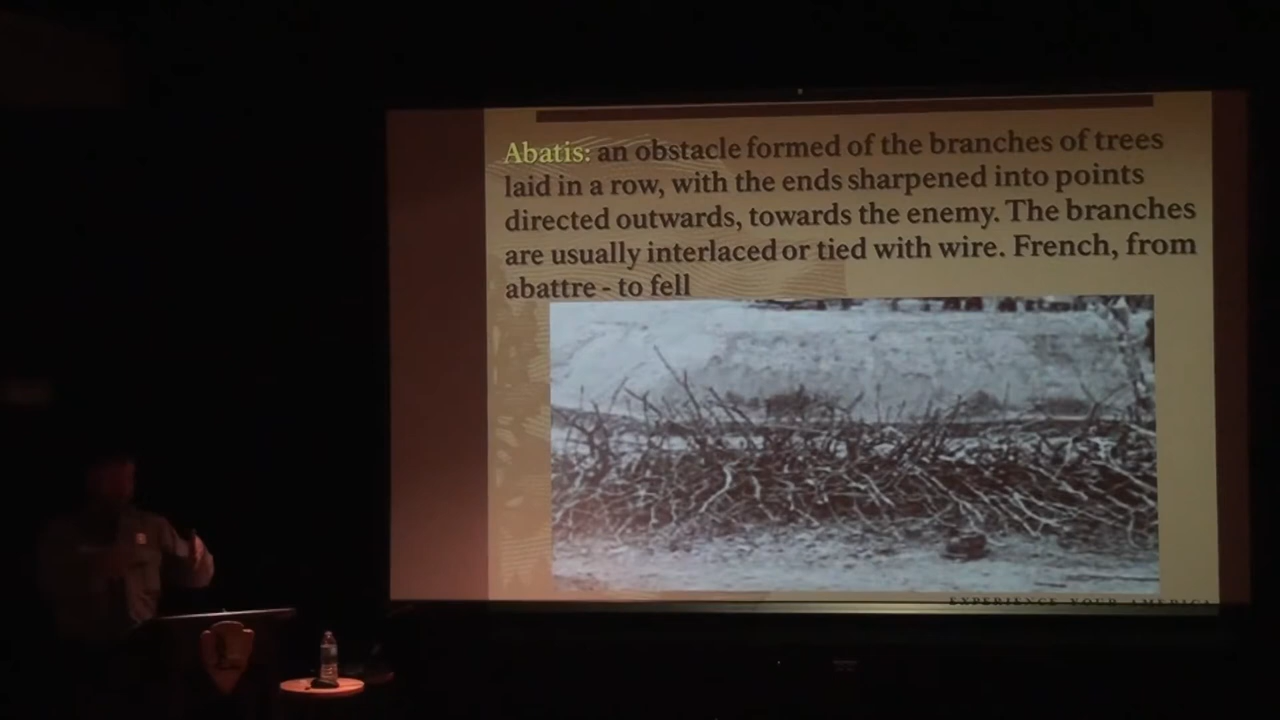 Abatis: an obstacle formed of the branches of trees
laid in a row, with the ends sharpened into points
directed outwards, towards the enemy. The branches
are usually interlaced or tied with wire. French, from
abattre - to fell
EXPERIENCE YOUR AMERICA